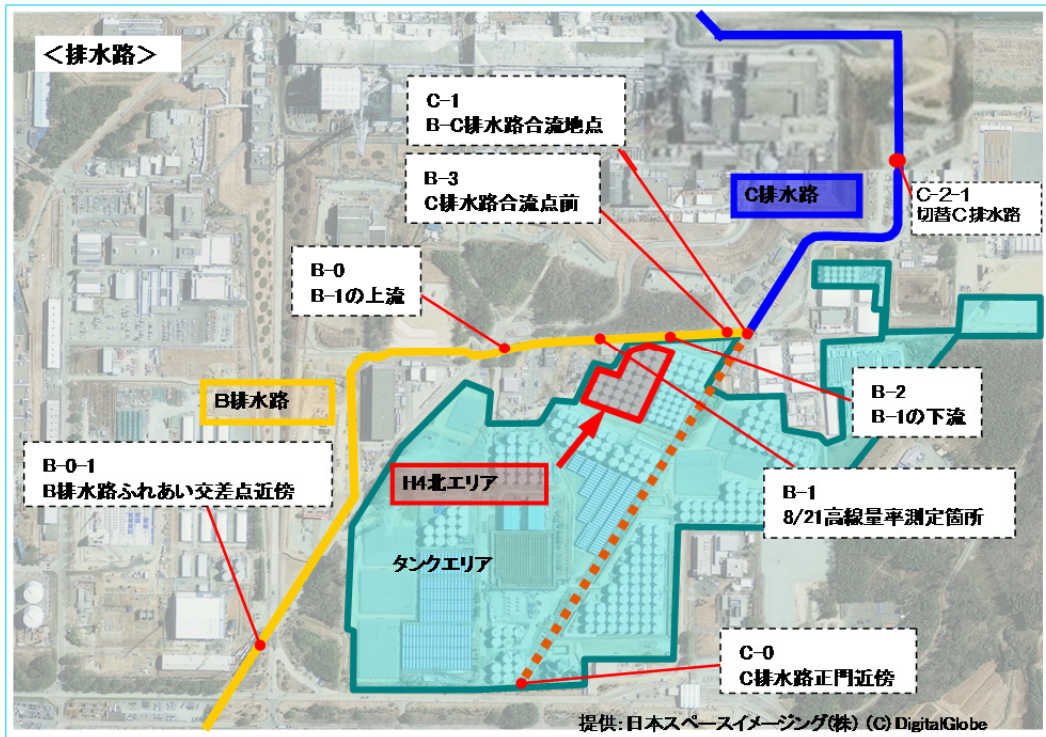 <排水路>
C-1
B-C排水路合流地点
B-3
C排水路合流点前
C排水路
C-2-1
切替C排水路
B-0
B-1の上流
B排水路
B-2
B-1の下流
B-0-1
B排水路ふれあい交差点近傍
H4北エリア
B-1
8/21高線量率測定箇所
タンクエリア
C-0
C排水路正門近傍
提供:日本スペースイメージング(株) (C) DigitalGlobe